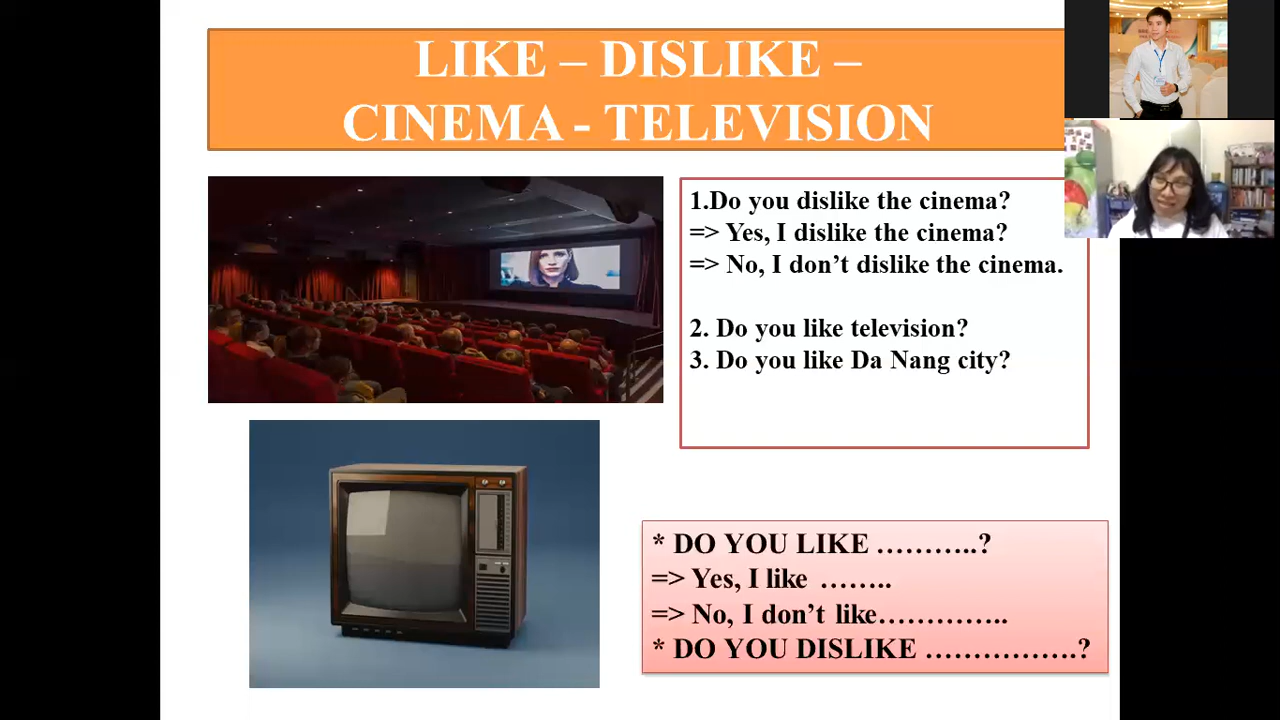 LIKE – DISLIKE –
CINEMA - TELEVISION
1.Do you dislike the cinema?
=> Yes, I dislike the cinema?
=> No, I don’t dislike the cinema.
2. Do you like television?
3. Do you like Da Nang city?
* DO YOU LIKE ………..?
=> Yes, I like ……..
=> No, I don’t like…………..
* DO YOU DISLIKE …………….?